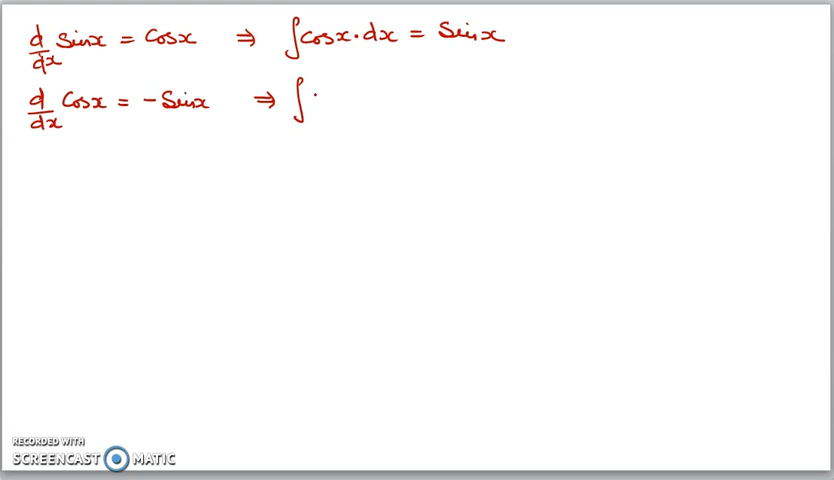 d/dx Sinx = Cosx ⇒ ∫Cosx·dx = Sinx
d/dx Cosx = -Sinx ⇒ ∫
RECORDED WITH
SCREENCAST MATIC